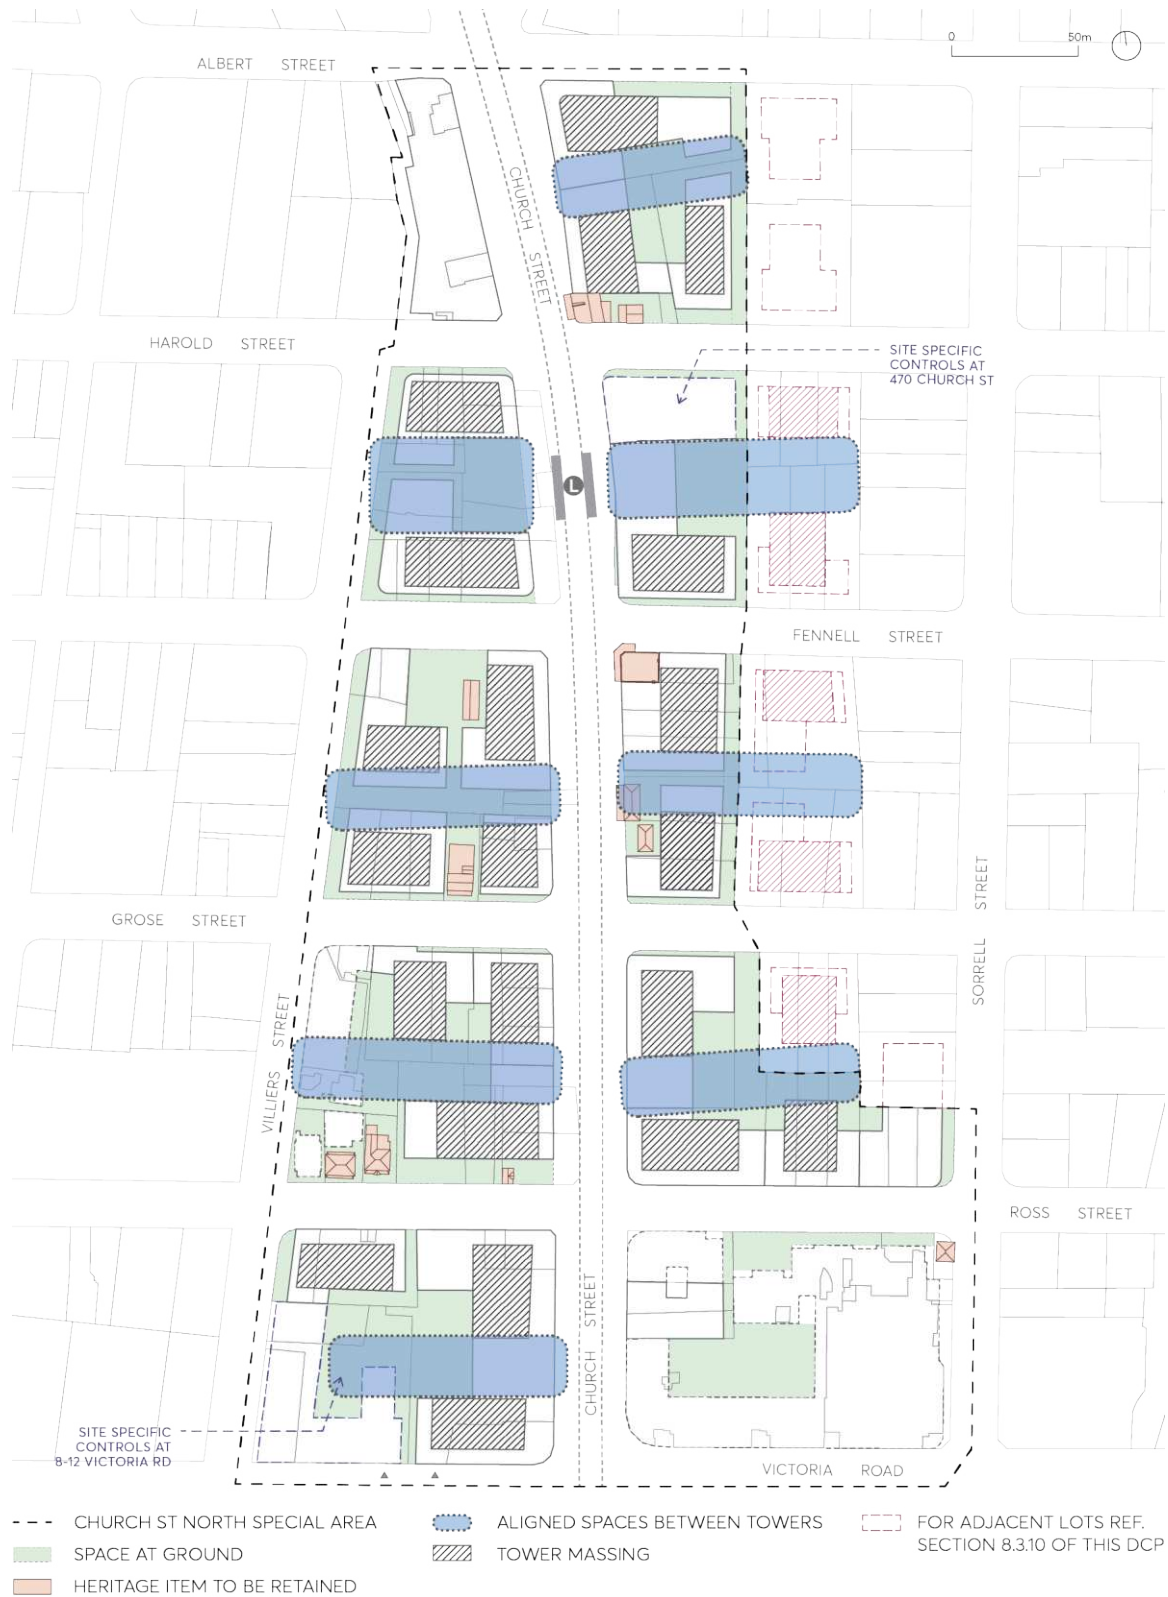 0 50m
ALBERT STREET
CHURCH STREET
HAROLD STREET
SITE SPECIFIC
CONTROLS AT
470 CHURCH ST
L
FENNELL STREET
GROSE STREET
SORRELL STREET
VILLIERS STREET
ROSS STREET
CHURCH STREET
SITE SPECIFIC
CONTROLS AT
8-12 VICTORIA RD
VICTORIA ROAD
CHURCH ST NORTH SPECIAL AREA
SPACE AT GROUND
HERITAGE ITEM TO BE RETAINED
ALIGNED SPACES BETWEEN TOWERS
TOWER MASSING
FOR ADJACENT LOTS REF.
SECTION 8.3.10 OF THIS DCP